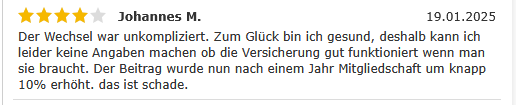 Johannes M. 19.01.2025
Der Wechsel war unkompliziert. Zum Glück bin ich gesund, deshalb kann ich
leider keine Angaben machen ob die Versicherung gut funktioniert wenn man
sie braucht. Der Beitrag wurde nun nach einem Jahr Mitgliedschaft um knapp
10% erhöht. das ist schade.